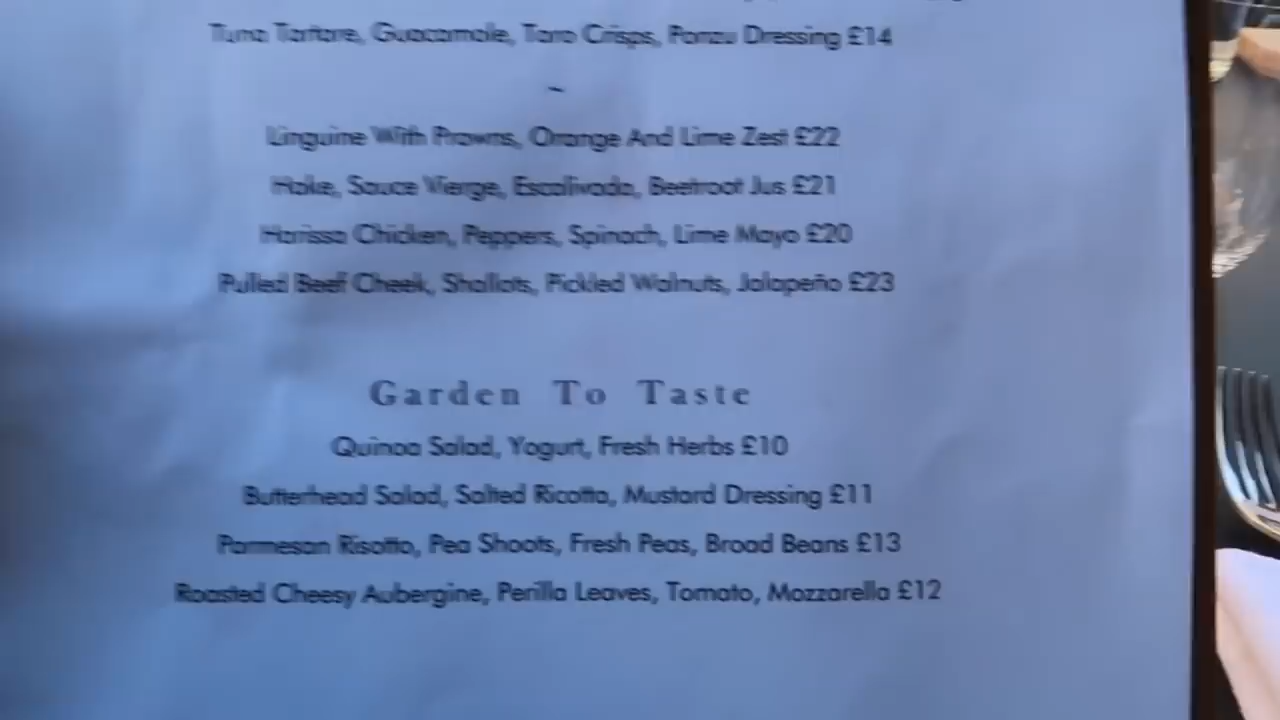 Tuna Tartare, Guacamole, Taro Crisps, Ponzu Dressing £14
~
Linguine With Prawns, Orange And Lime Zest £22
Hake, Sauce Vierge, Escalivada, Beetroot Jus £21
Harissa Chicken, Peppers, Spinach, Lime Mayo £20
Pulled Beef Cheek, Shallots, Pickled Walnuts, Jalapeño £23
Garden To Taste
Quinoa Salad, Yogurt, Fresh Herbs £10
Butterhead Salad, Salted Ricotta, Mustard Dressing £11
Parmesan Risotto, Pea Shoots, Fresh Peas, Broad Beans £13
Roasted Cheesy Aubergine, Perilla Leaves, Tomato, Mozzarella £12